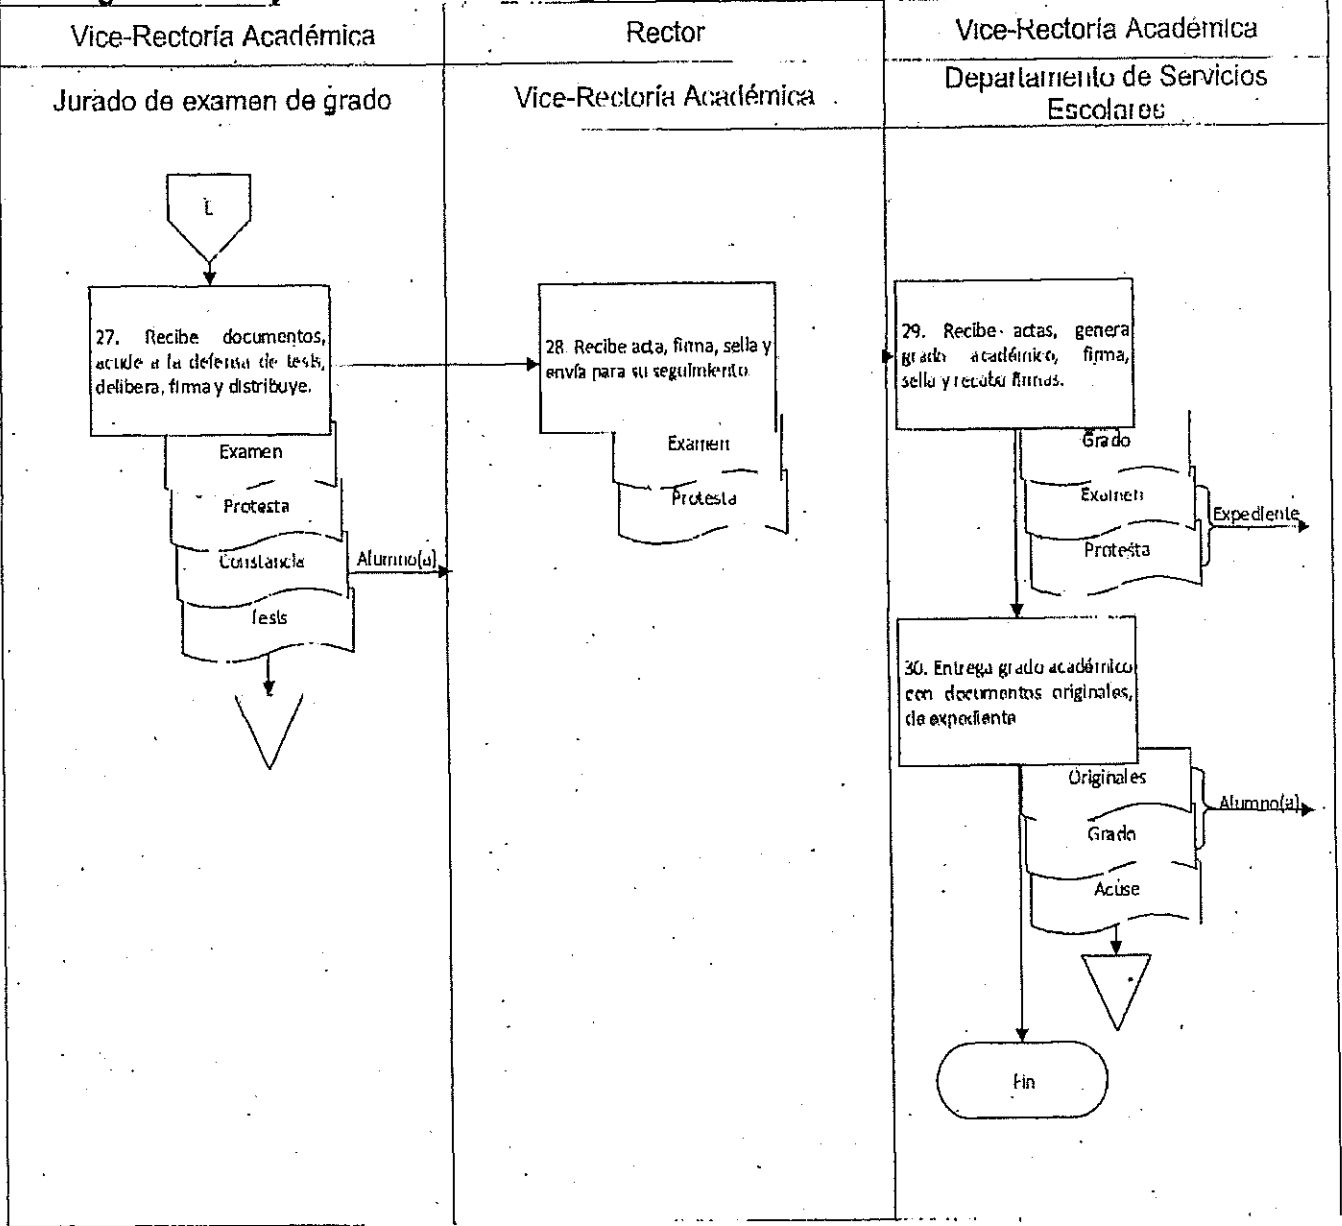 Vice-Rectoría Académica
Rector
Vice-Rectoría Académica
Jurado de examen de grado
Vice-Rectoría Académica
Departamento de Servicios
Escolares
27. Recibe documentos,
acude a la defensa de tesis,
delibera, firma y distribuye.
Examen
Protesta
Constancia
Alumno(a)
Tesis
28. Recibe acta, firma, sella y
envía para su seguimiento.
Examen
Protesta
29. Recibe actas, genera
grado académico, firma,
sella y recaba firmas.
Grado
Examen
Protesta
Expediente
30. Entrega grado académico
con documentos originales,
de expediente
Originales
Grado
Alumno(a)
Acuse
Fin